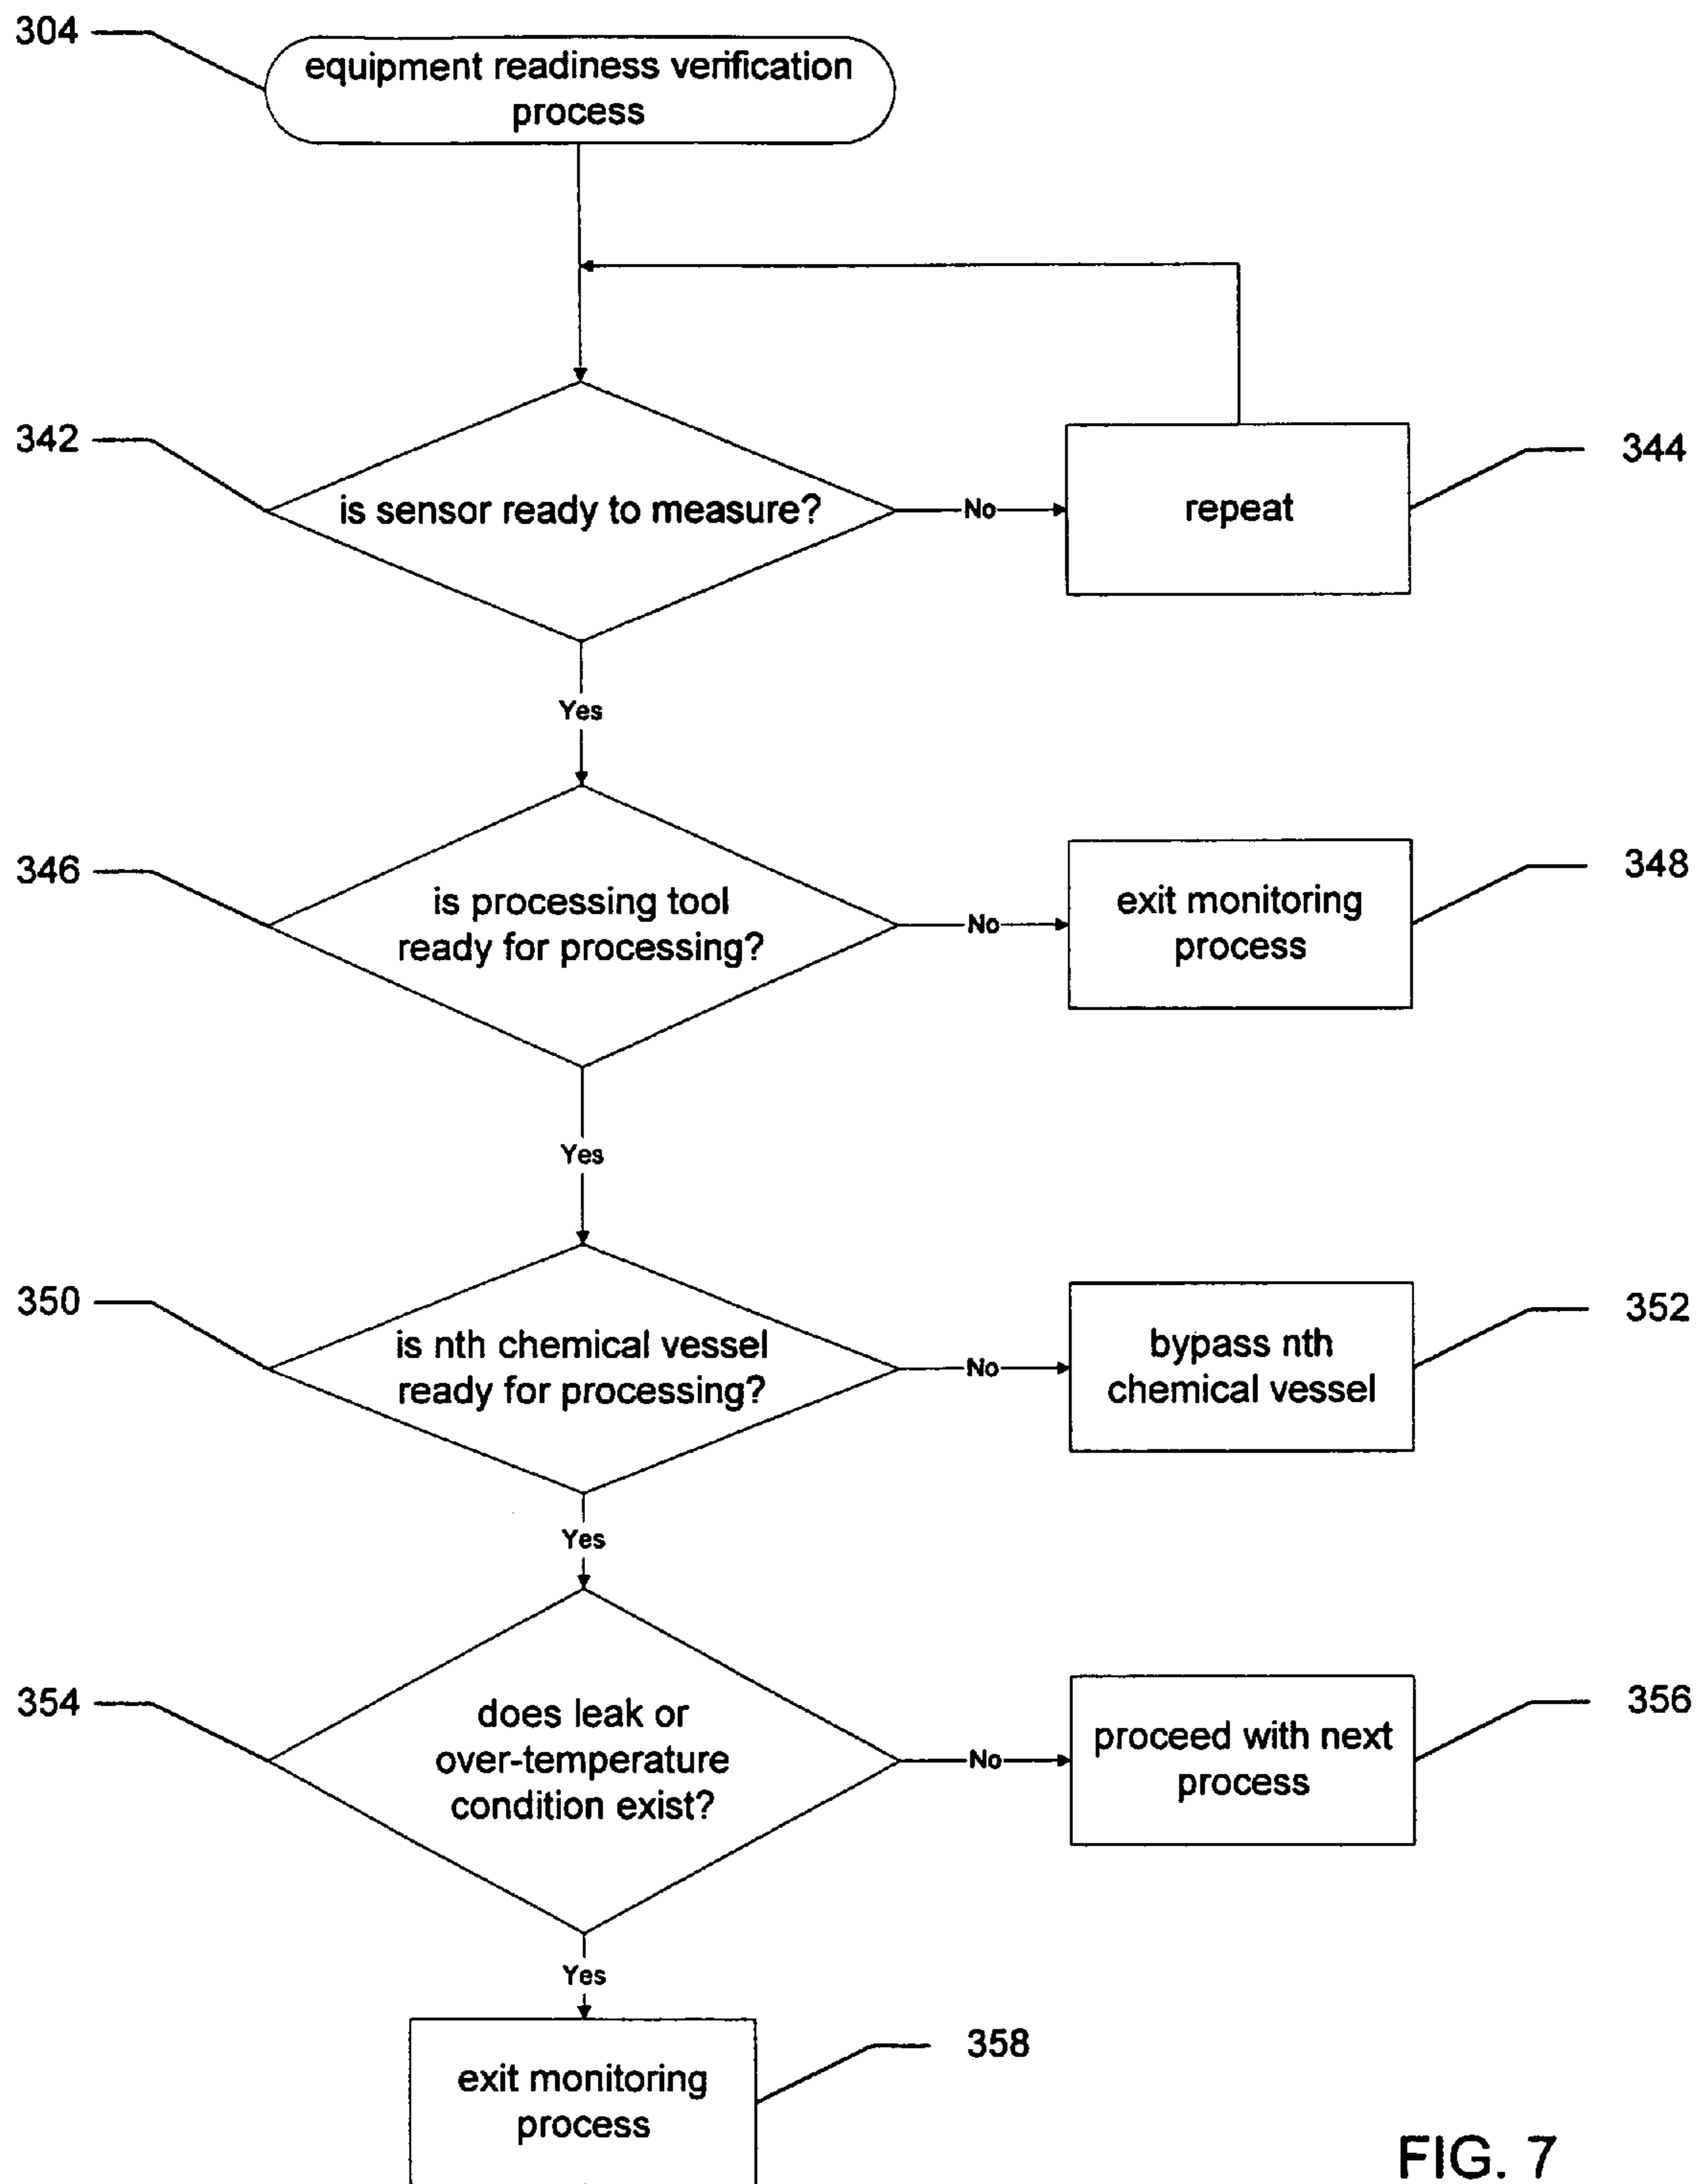 304
equipment readiness verification
process
342
is sensor ready to measure?
No
repeat
344
Yes
346
is processing tool
ready for processing?
No
exit monitoring
process
348
Yes
350
is nth chemical vessel
ready for processing?
No
bypass nth
chemical vessel
352
Yes
354
does leak or
over-temperature
condition exist?
No
proceed with next
process
356
Yes
exit monitoring
process
358
FIG. 7